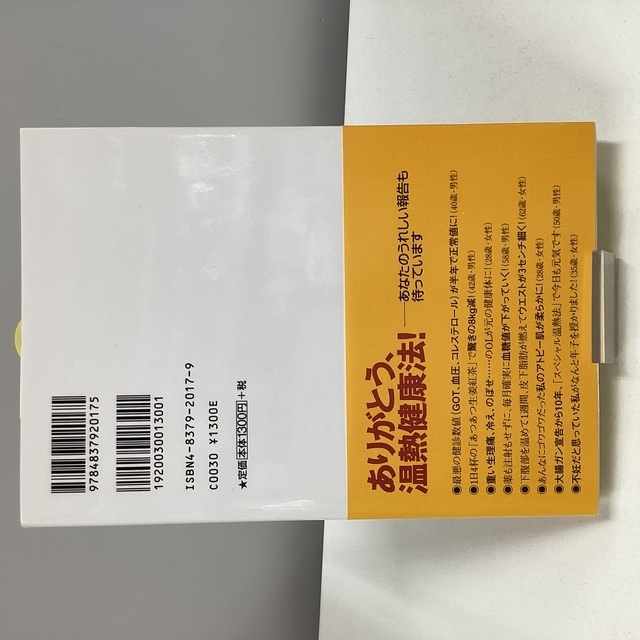 9784837920175
1920030013001
ISBN4-8379-2017-9
C0030 ¥1300E
★定価 本体1300円 +税
ありがとう、
温熱健康法!
——あなたのうれしい報告も
待っています
●最悪の健診数値(GOT、血圧、コレステロール)が半年で正常値に!(40歳・男性)
●1日4杯の「あつあつ生姜紅茶」で驚きの8kg減!(42歳・男性)
●重い生理痛、冷え、のぼせ……のOLが元の健康体に!(28歳・女性)
●薬も注射もせずに、毎月確実に血糖値が下がっていく!(58歳・男性)
●下腹部を温めて1週間、皮下脂肪が燃えてウエストが3センチ細く!(62歳・女性)
●あんなにゴワゴワだった私のアトピー肌が柔らかに!(28歳・女性)
●大腸ガン宣告から10年、「スペシャル温熱法」で今日も元気です(50歳・男性)
●不妊だと思っていた私がなんと年子を授かりました!(35歳・女性)